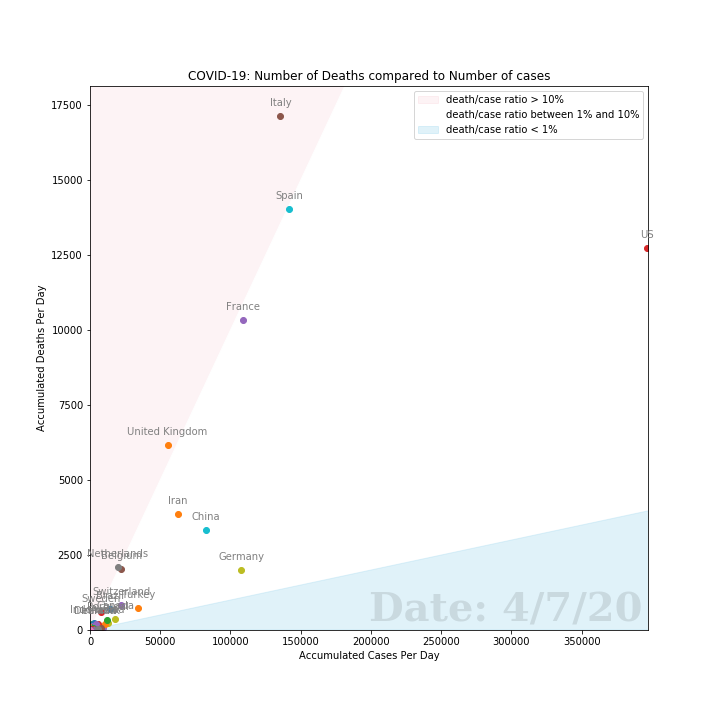 COVID-19: Number of Deaths compared to Number of cases
death/case ratio > 10%
death/case ratio between 1% and 10%
death/case ratio < 1%
17500
Italy
15000
Spain
12500
US
10000
France
7500
United Kingdom
5000
Iran
China
2500
Netherlands
Belgium
Germany
Switzerland
Brazil
Turkey
Sweden
0
Date: 4/7/20
0
50000
100000
150000
200000
250000
300000
350000
Accumulated Cases Per Day
Accumulated Deaths Per Day